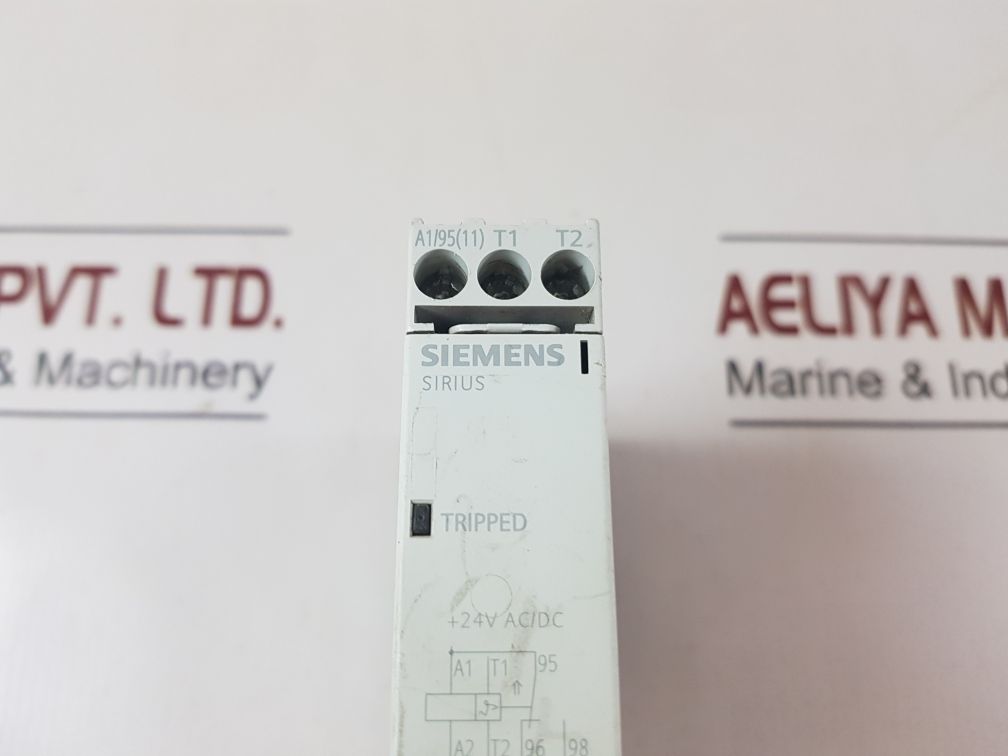 A1/95(11) T1 T2
PVT. LTD.
& Machinery
AELIYA M
Marine & Ind
SIEMENS
SIRIUS
TRIPPED
+24V AC/DC
A1 T1 95
A2 T2 96 98